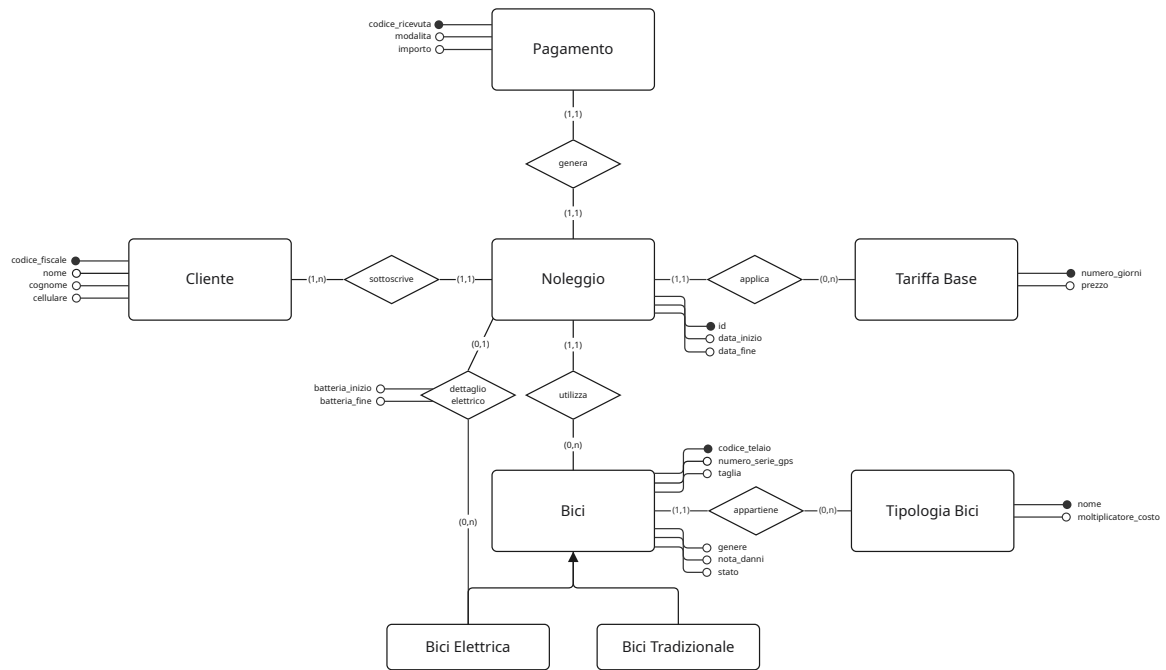 codice_ricevuta
modalita
importo
Pagamento
(1,1)
genera
(1,1)
codice_fiscale
nome
cognome
cellulare
Cliente
(1,n)
sottoscrive
(1,1)
Noleggio
(1,1)
applica
(0,n)
Tariffa Base
numero_giorni
prezzo
id
data_inizio
data_fine
(0,1)
(1,1)
batteria_inizio
batteria_fine
dettaglio
elettrico
utilizza
(0,n)
codice_telaio
numero_serie_gps
taglia
Bici
(1,1)
appartiene
(0,n)
Tipologia Bici
nome
moltiplicatore_costo
(0,n)
genere
nota_danni
stato
Bici Elettrica
Bici Tradizionale